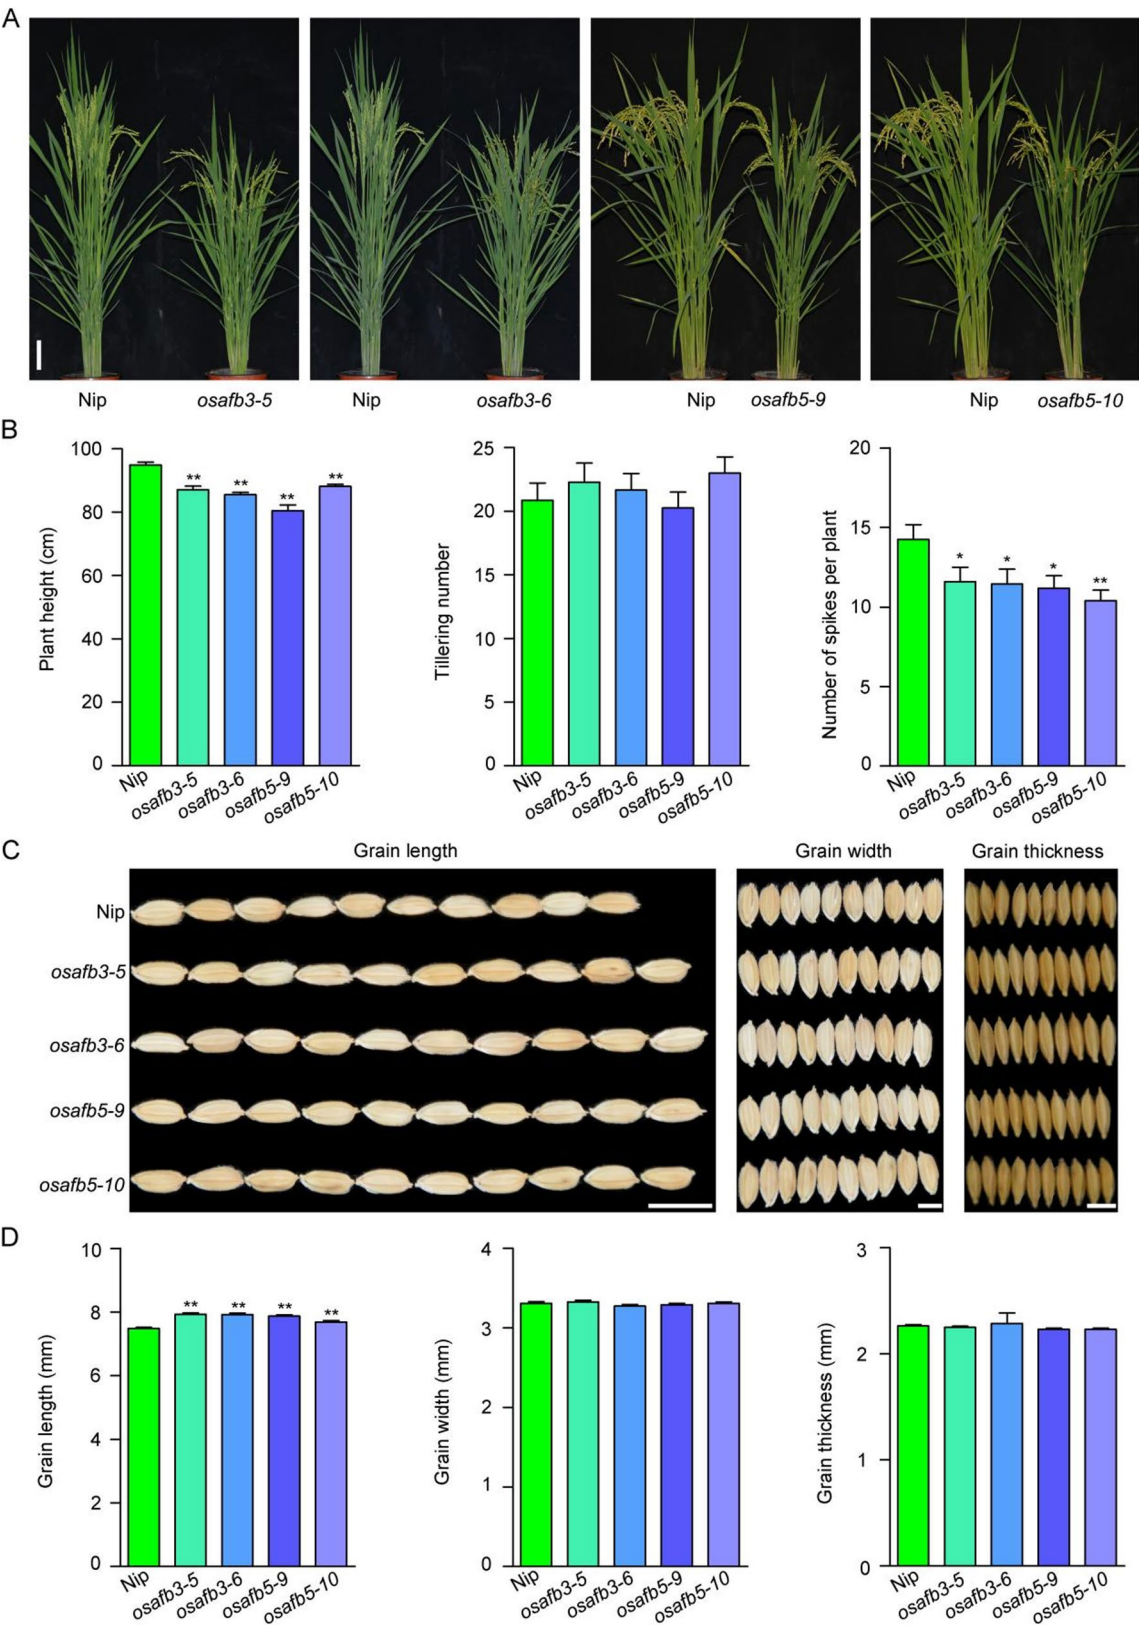 A
Nip osafb3-5 Nip osafb3-6 Nip osafb5-9 Nip osafb5-10
B
Plant height (cm)
100
80
60
40
20
0
Nip osafb3-5 osafb3-6 osafb5-9 osafb5-10
** ** ** **
Tillering number
25
20
15
10
5
0
Nip osafb3-5 osafb3-6 osafb5-9 osafb5-10
Number of spikes per plant
20
15
10
5
0
Nip osafb3-5 osafb3-6 osafb5-9 osafb5-10
* * * **
C
Grain length Grain width Grain thickness
Nip
osafb3-5
osafb3-6
osafb5-9
osafb5-10
D
Grain length (mm)
10
8
6
4
2
0
Nip osafb3-5 osafb3-6 osafb5-9 osafb5-10
** ** ** **
Grain width (mm)
4
3
2
1
0
Nip osafb3-5 osafb3-6 osafb5-9 osafb5-10
Grain thickness (mm)
3
2
1
0
Nip osafb3-5 osafb3-6 osafb5-9 osafb5-10